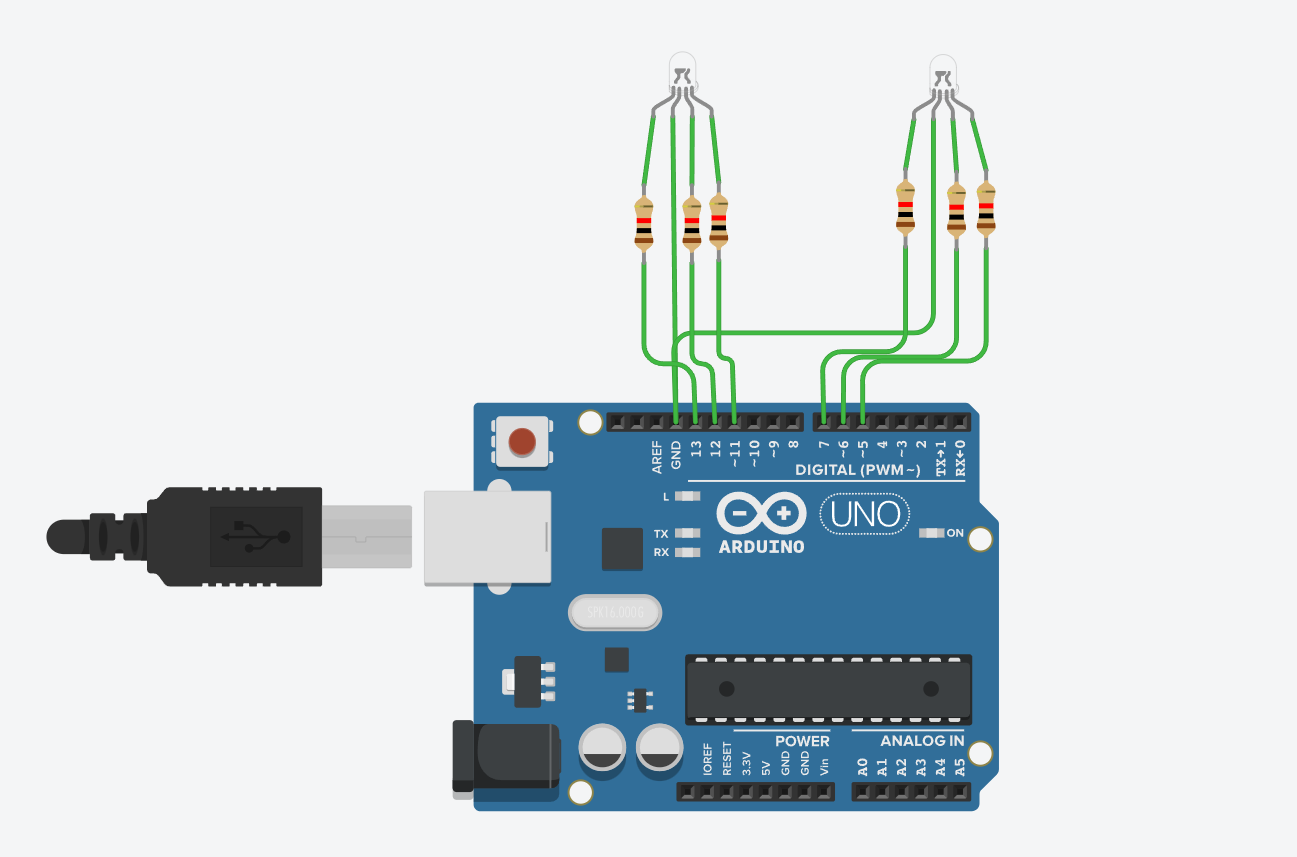 AREF
GND
13
12
~11
~10
~9
8
7
~6
~5
4
~3
2
TX→1
RX←0
DIGITAL (PWM~)
L
TX
RX
ARDUINO
UNO
ON
SPK16.000G
POWER
ANALOG IN
IOREF
RESET
3.3V
5V
GND
GND
Vin
A0
A1
A2
A3
A4
A5